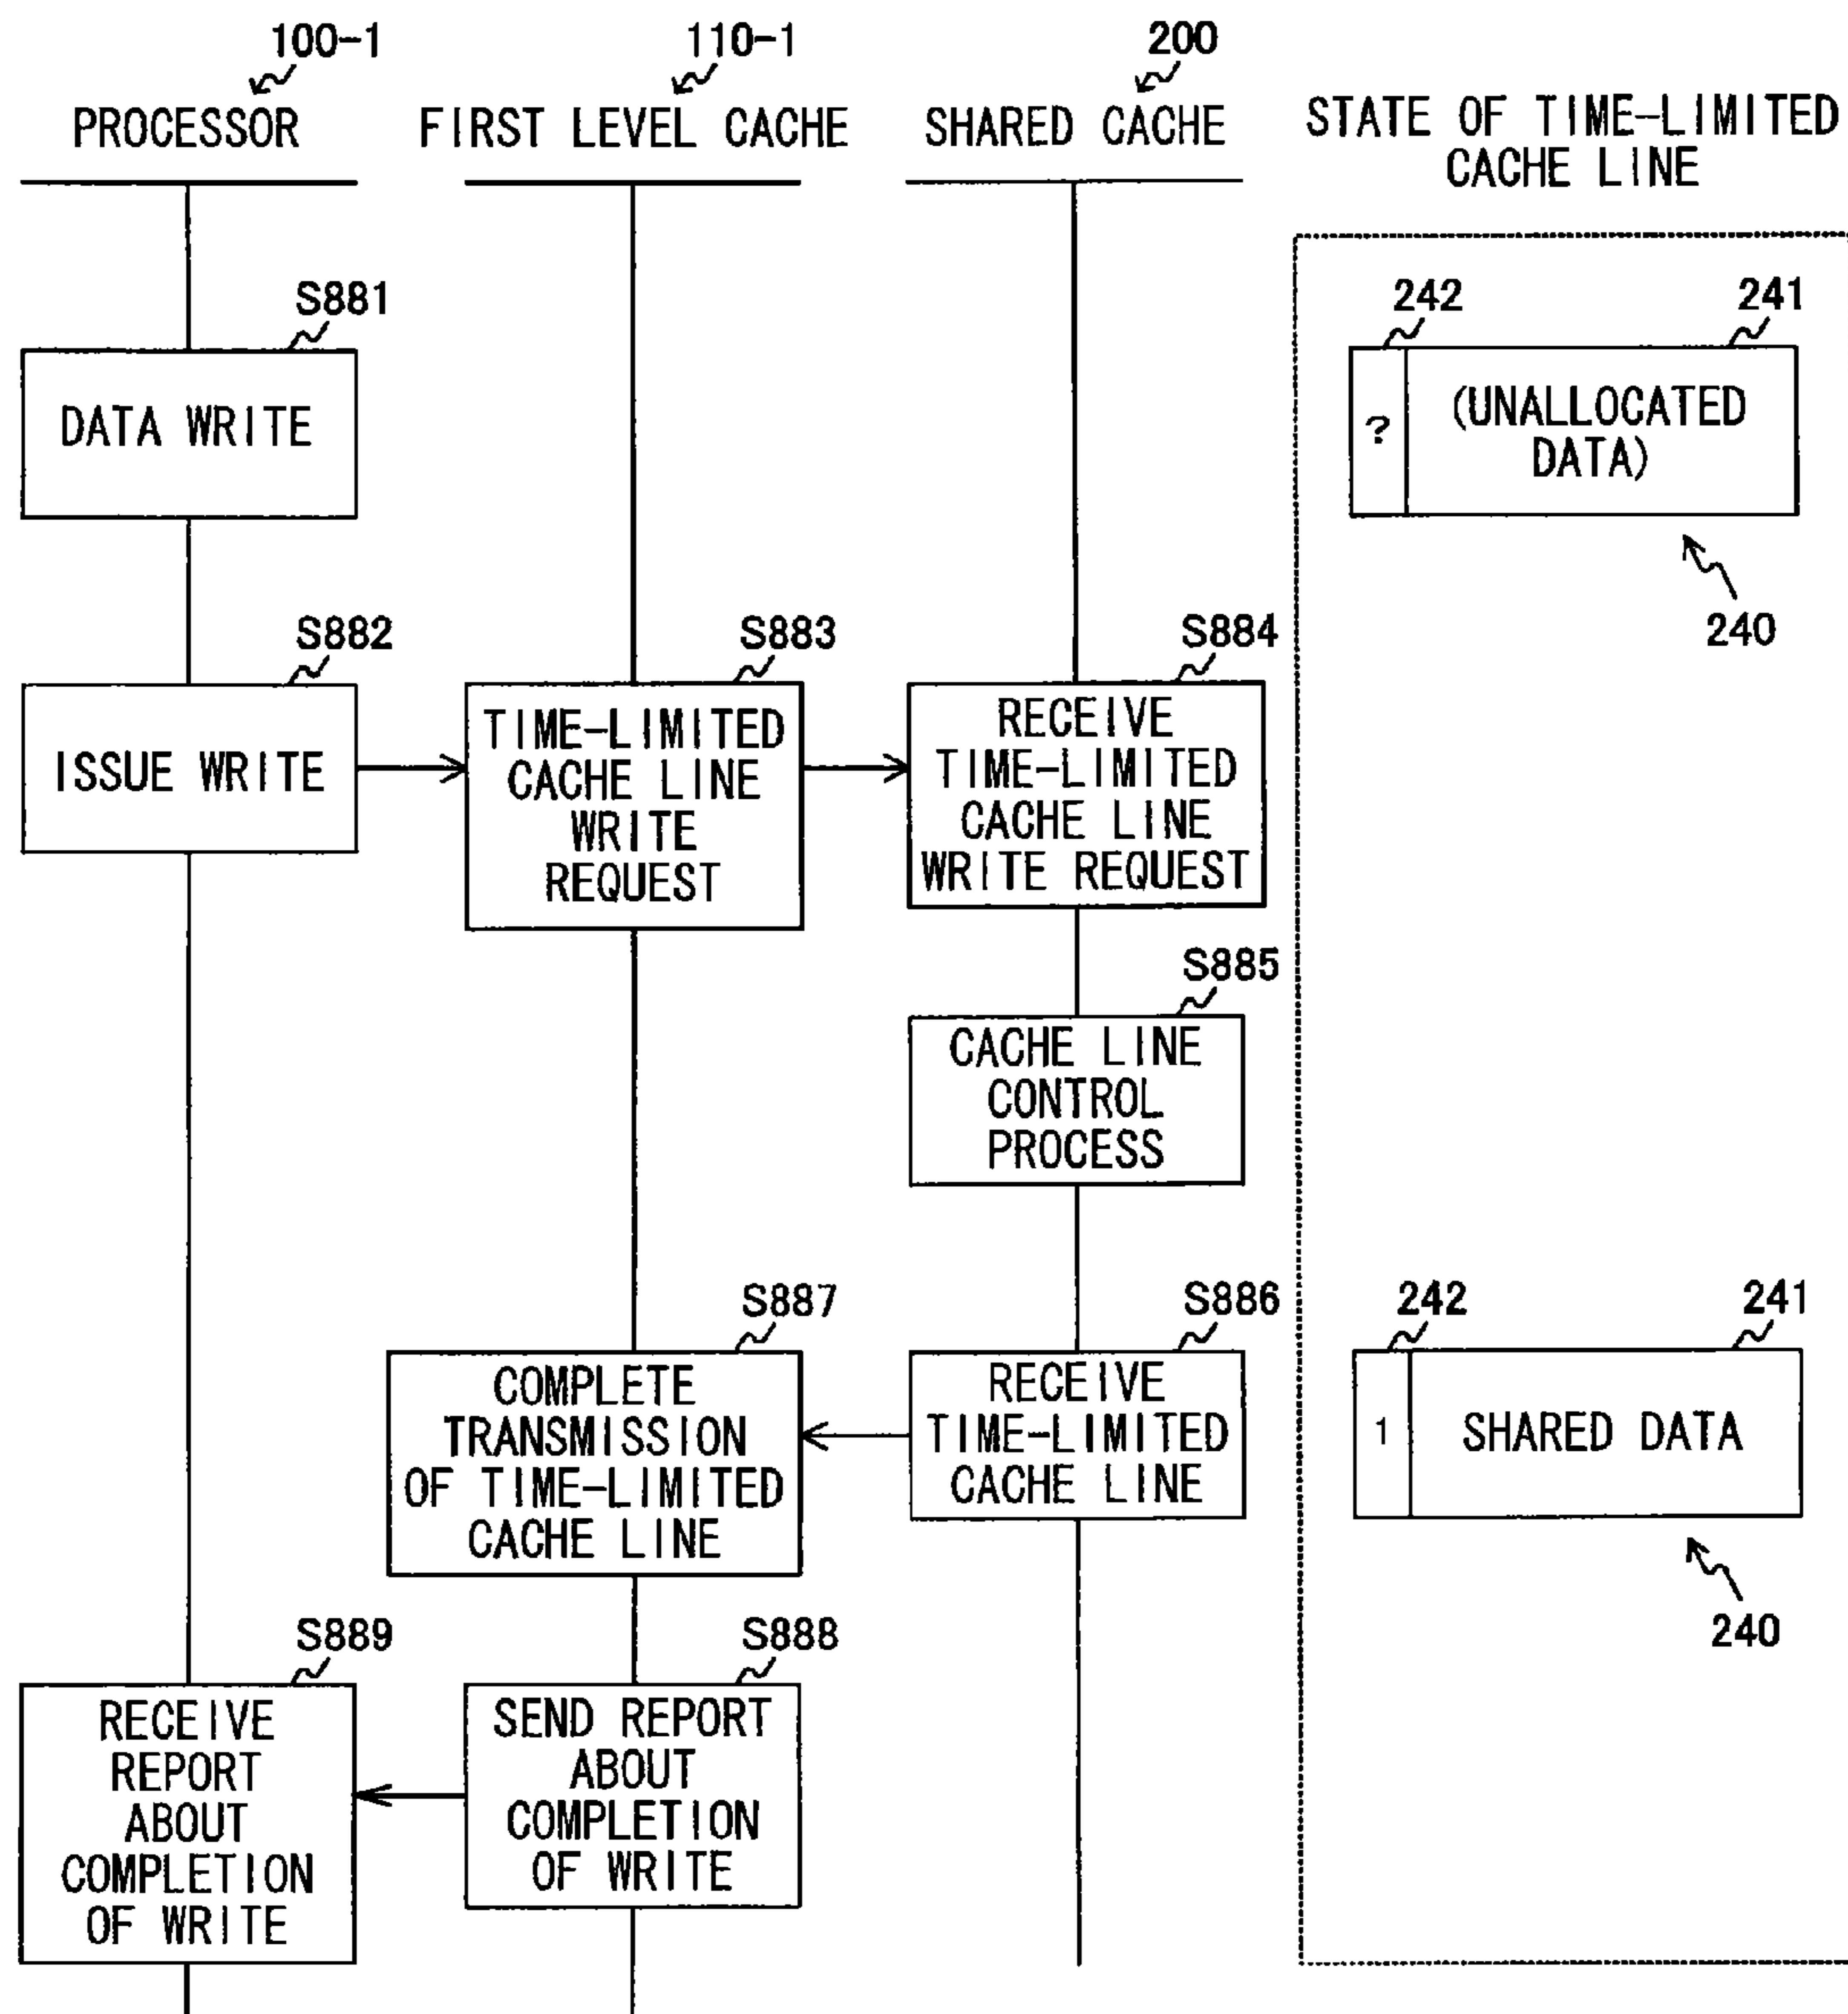 100-1
110-1
200
PROCESSOR
FIRST LEVEL CACHE
SHARED CACHE
STATE OF TIME-LIMITED
CACHE LINE
S881
DATA WRITE
242
241
?
(UNALLOCATED
DATA)
240
S882
ISSUE WRITE
S883
TIME-LIMITED
CACHE LINE
WRITE
REQUEST
S884
RECEIVE
TIME-LIMITED
CACHE LINE
WRITE REQUEST
S885
CACHE LINE
CONTROL
PROCESS
S887
COMPLETE
TRANSMISSION
OF TIME-LIMITED
CACHE LINE
S886
RECEIVE
TIME-LIMITED
CACHE LINE
242
241
1
SHARED DATA
240
S889
RECEIVE
REPORT
ABOUT
COMPLETION
OF WRITE
S888
SEND REPORT
ABOUT
COMPLETION
OF WRITE